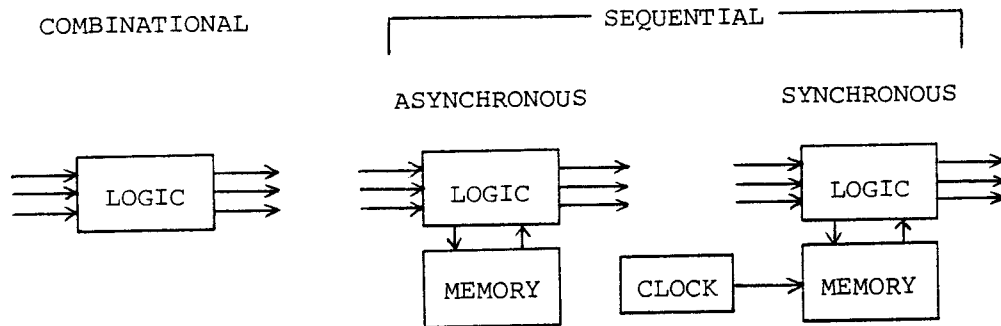 COMBINATIONAL
SEQUENTIAL
ASYNCHRONOUS
SYNCHRONOUS
LOGIC
LOGIC
LOGIC
MEMORY
CLOCK
MEMORY